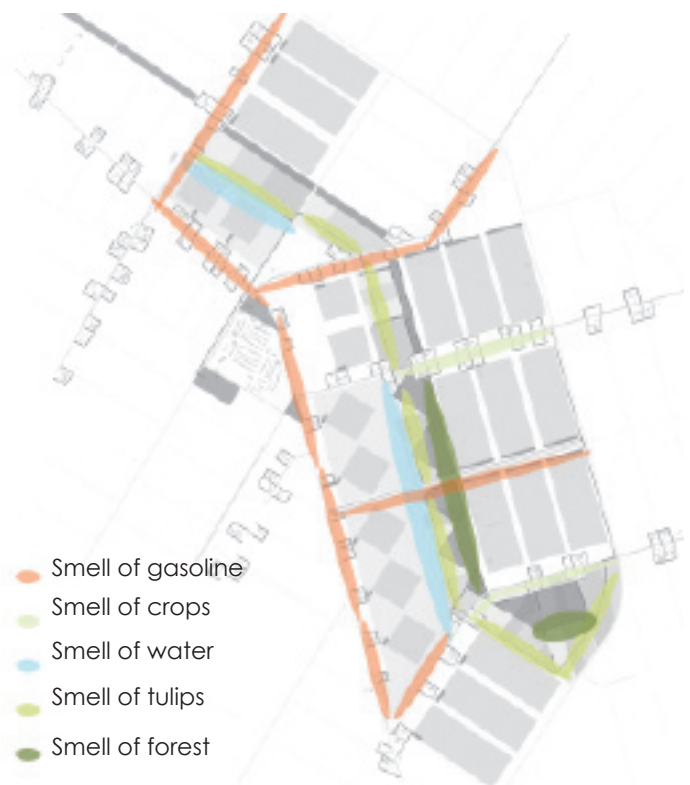 Smell of gasoline
Smell of crops
Smell of water
Smell of tulips
Smell of forest